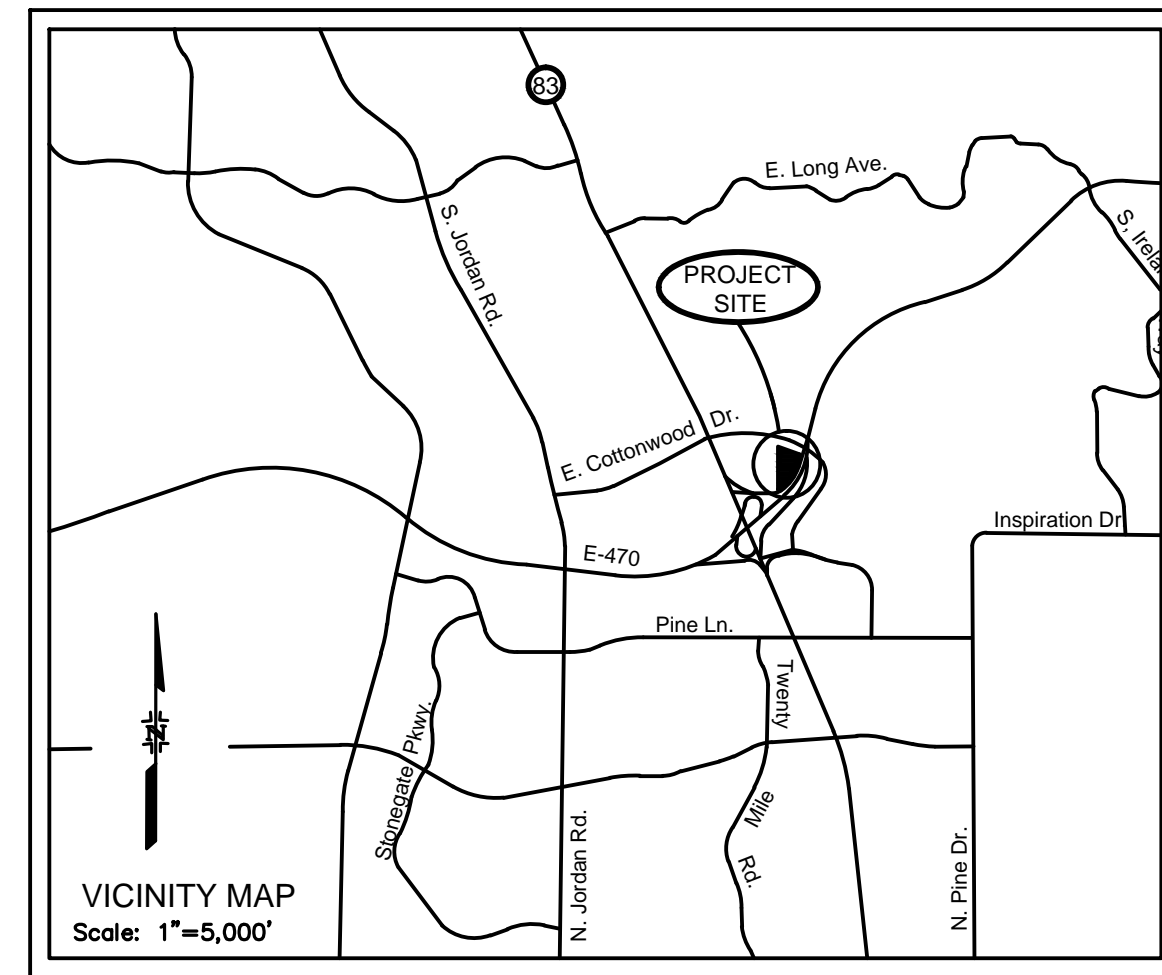 83
E. Long Ave.
S. Jordan Rd.
S, Irela
PROJECT
SITE
E. Cottonwood Dr.
Inspiration Dr
E-470
Pine Ln.
Twenty
Mile
Rd.
Stonegate Pkwy.
N. Jordan Rd.
N. Pine Dr.
N
VICINITY MAP
Scale: 1"=5,000'